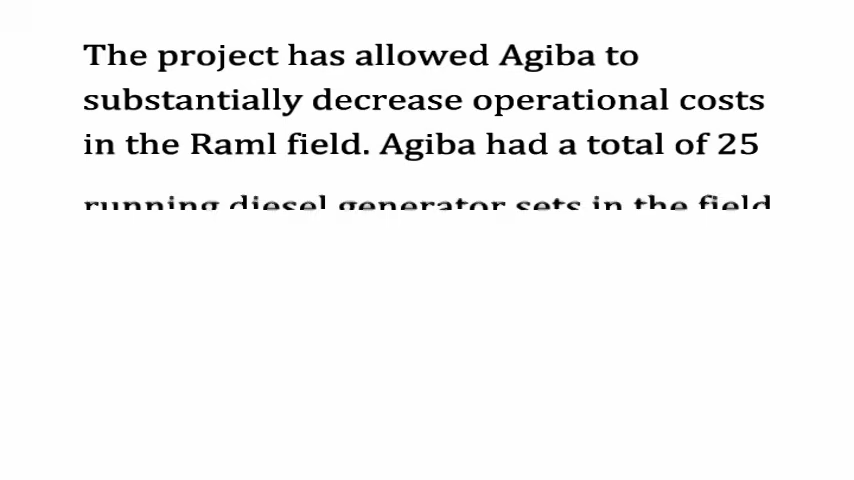 The project has allowed Agiba to
substantially decrease operational costs
in the Raml field. Agiba had a total of 25
running diesel generator sets in the field